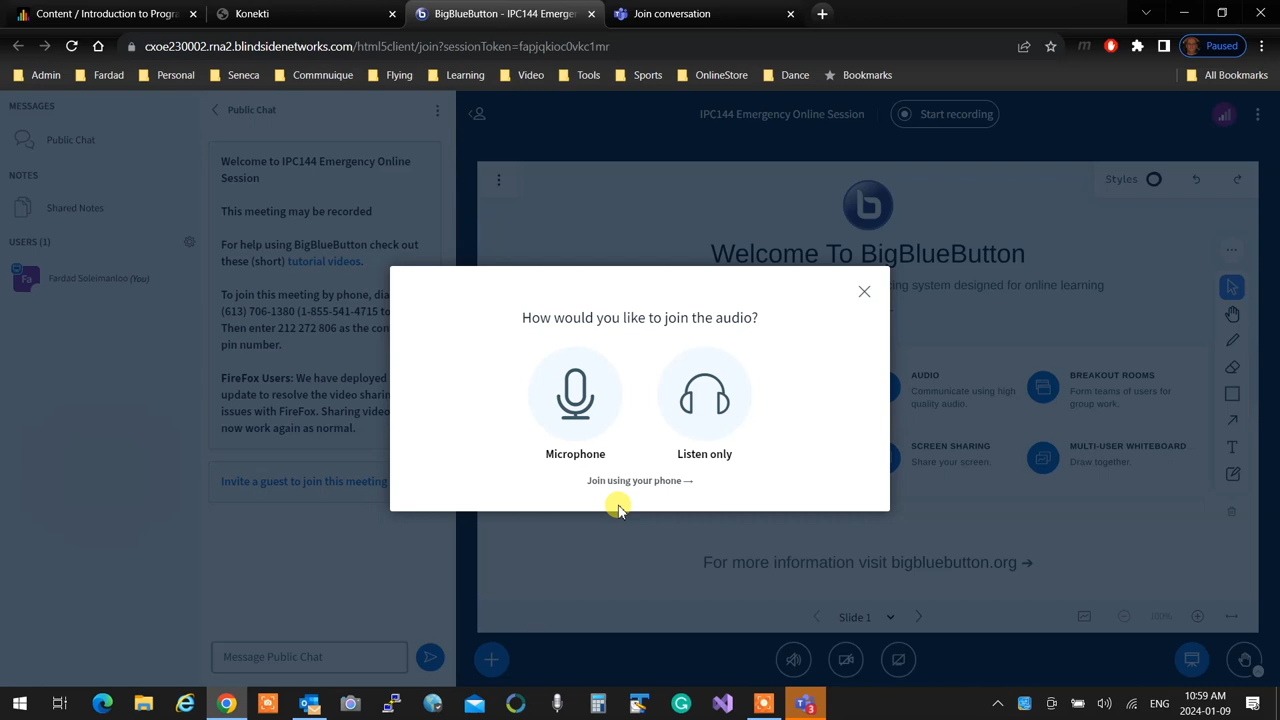 Content / Introduction to Progra
Konekti
BigBlueButton - IPC144 Emerger
Join conversation
cxoe230002.rna2.blindsidenetworks.com/html5client/join?sessionToken=fapjqkioc0vkc1mr
Paused
Admin
Fardad
Personal
Seneca
Commnuique
Flying
Learning
Video
Tools
Sports
OnlineStore
Dance
Bookmarks
All Bookmarks
MESSAGES
Public Chat
NOTES
Shared Notes
USERS (1)
Fa
Fardad Soleimanloo (You)
Public Chat
Welcome to IPC144 Emergency Online
Session
This meeting may be recorded
For help using BigBlueButton check out
these (short) tutorial videos.
To join this meeting by phone, dia
(613) 706-1380 (1-855-541-4715 to
Then enter 212 272 806 as the con
pin number.
FireFox Users: We have deployed
update to resolve the video sharin
issues with FireFox. Sharing video
now work again as normal.
Invite a guest to join this meeting
Message Public Chat
IPC144 Emergency Online Session
Start recording
Styles
b
Welcome To BigBlueButton
king system designed for online learning
AUDIO
Communicate using high
quality audio.
BREAKOUT ROOMS
Form teams of users for
group work.
SCREEN SHARING
Share your screen.
MULTI-USER WHITEBOARD
Draw together.
For more information visit bigbluebutton.org →
Slide 1
100%
How would you like to join the audio?
Microphone
Listen only
Join using your phone →
3
ENG
10:59 AM
2024-01-09